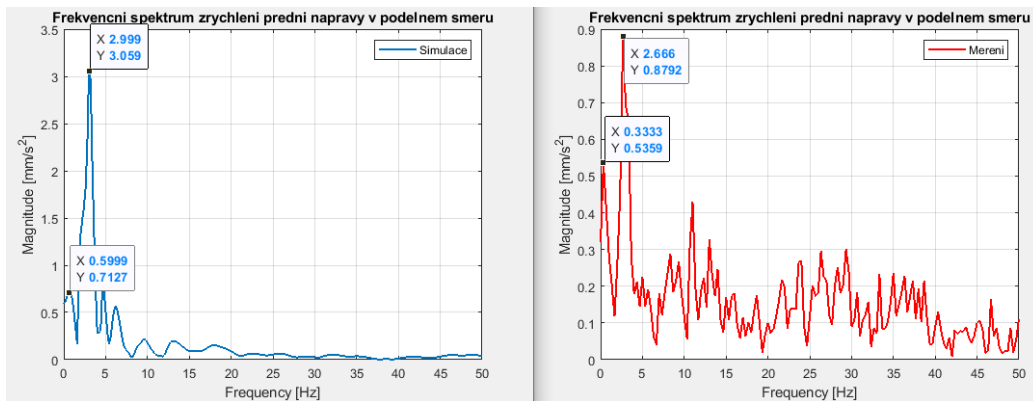 Frekvencni spektrum zrychleni predni napravy v podelnem smeru
3.5
3
2.5
2
1.5
1
0.5
0
Magnitude [mm/s²]
X 2.999
Y 3.059
X 0.5999
Y 0.7127
Simulace
0 5 10 15 20 25 30 35 40 45 50
Frequency [Hz]
Frekvencni spektrum zrychleni predni napravy v podelnem smeru
0.9
0.8
0.7
0.6
0.5
0.4
0.3
0.2
0.1
0
Magnitude [mm/s²]
X 2.666
Y 0.8792
X 0.3333
Y 0.5359
Mereni
0 5 10 15 20 25 30 35 40 45 50
Frequency [Hz]